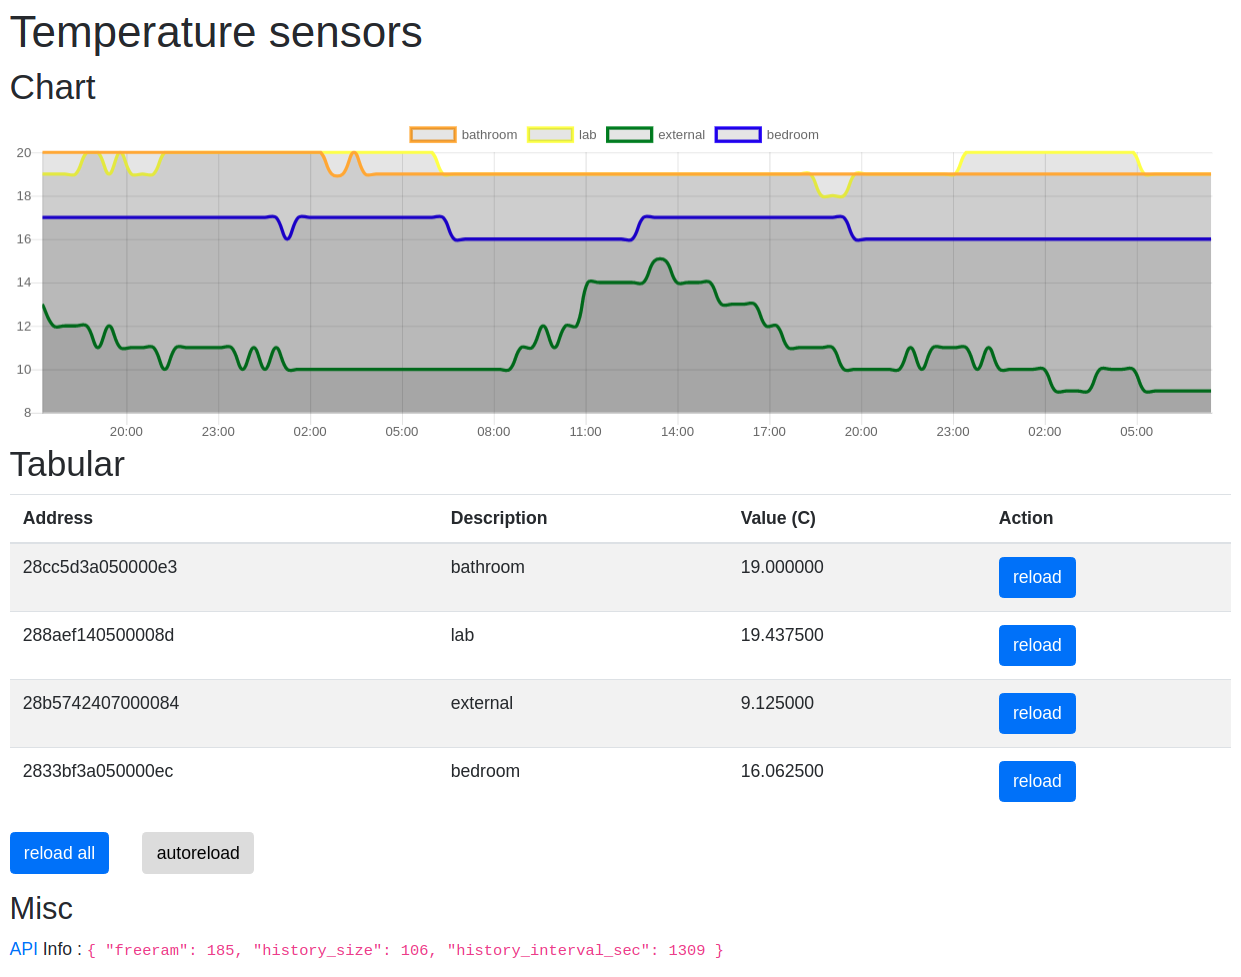 Temperature sensors
Chart
bathroom lab external bedroom
20
18
16
14
12
10
8
20:00 23:00 02:00 05:00 08:00 11:00 14:00 17:00 20:00 23:00 02:00 05:00
Tabular
Address Description Value (C) Action
28cc5d3a050000e3 bathroom 19.000000 reload
288aef140500008d lab 19.437500 reload
28b5742407000084 external 9.125000 reload
2833bf3a050000ec bedroom 16.062500 reload
reload all autoreload
Misc
API Info : { "freeram": 185, "history_size": 106, "history_interval_sec": 1309 }